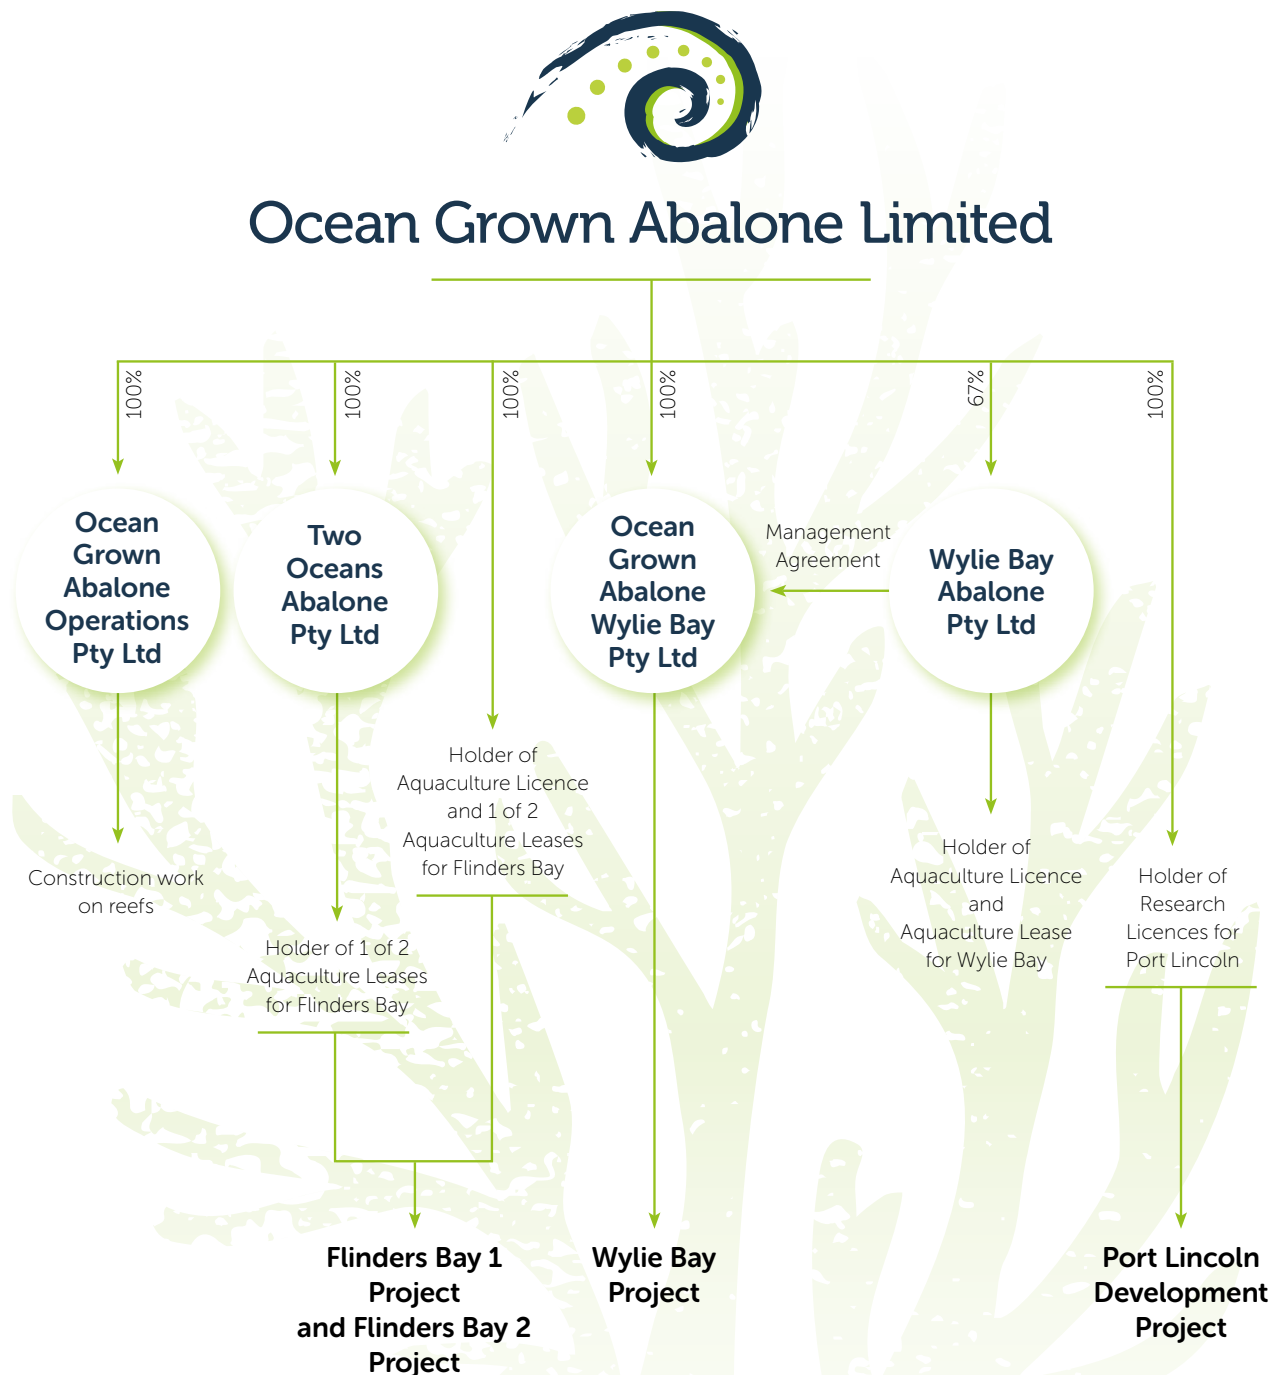 Ocean Grown Abalone Limited
100%
100%
100%
100%
67%
100%
Ocean
Grown
Abalone
Operations
Pty Ltd
Two
Oceans
Abalone
Pty Ltd
Ocean
Grown
Abalone
Wylie Bay
Pty Ltd
Management
Agreement
Wylie Bay
Abalone
Pty Ltd
Construction work
on reefs
Holder of 1 of 2
Aquaculture Leases
for Flinders Bay
Holder of
Aquaculture Licence
and 1 of 2
Aquaculture Leases
for Flinders Bay
Holder of
Aquaculture Licence
and
Aquaculture Lease
for Wylie Bay
Holder of
Research
Licences for
Port Lincoln
Flinders Bay 1
Project
and Flinders Bay 2
Project
Wylie Bay
Project
Port Lincoln
Development
Project